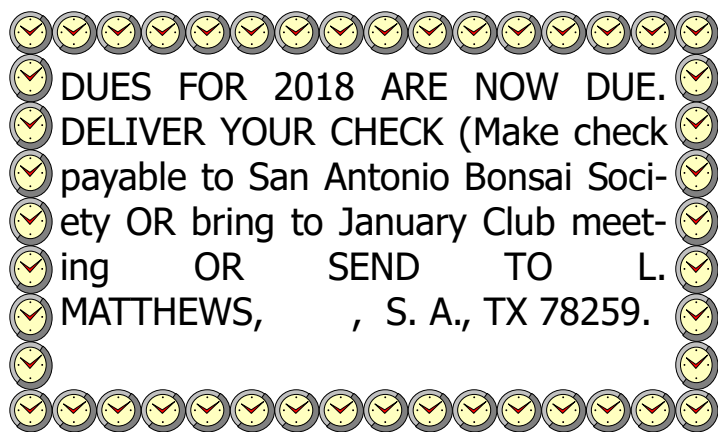 DUES FOR 2018 ARE NOW DUE.
DELIVER YOUR CHECK (Make check
payable to San Antonio Bonsai Soci-
ety OR bring to January Club meet-
ing OR SEND TO L.
MATTHEWS, , S. A., TX 78259.